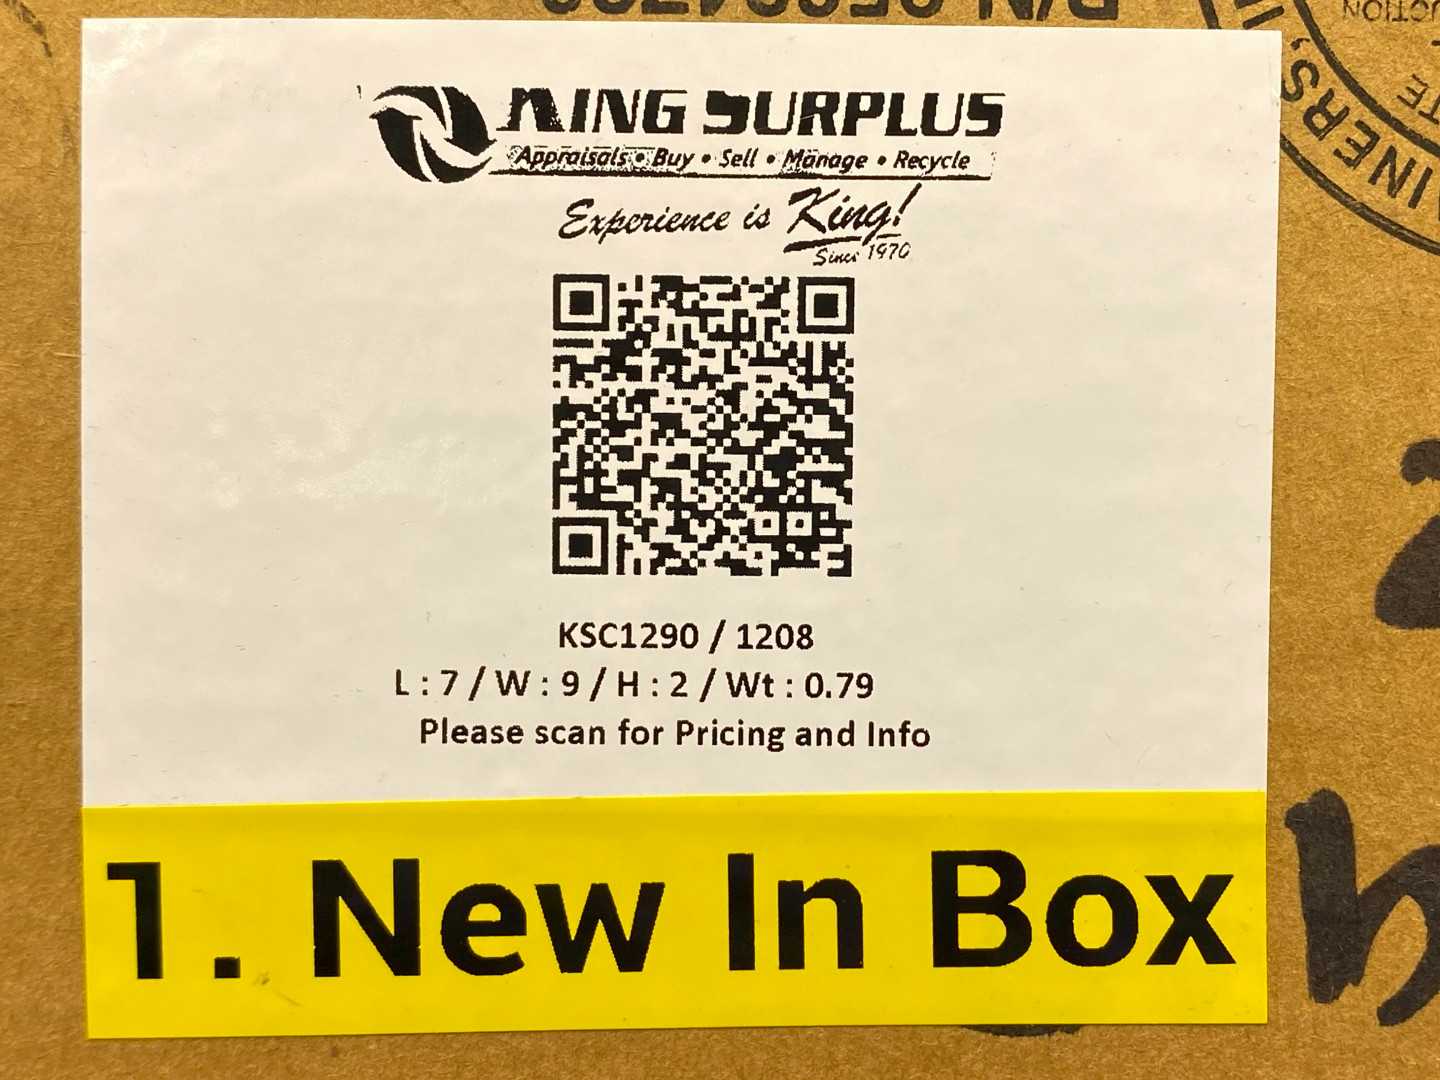 KING SURPLUS
Appraisals • Buy • Sell • Manage • Recycle
Experience is King!
Since 1970
KSC1290 / 1208
L : 7 / W : 9 / H : 2 / Wt : 0.79
Please scan for Pricing and Info
1. New In Box
P/N
INERS,